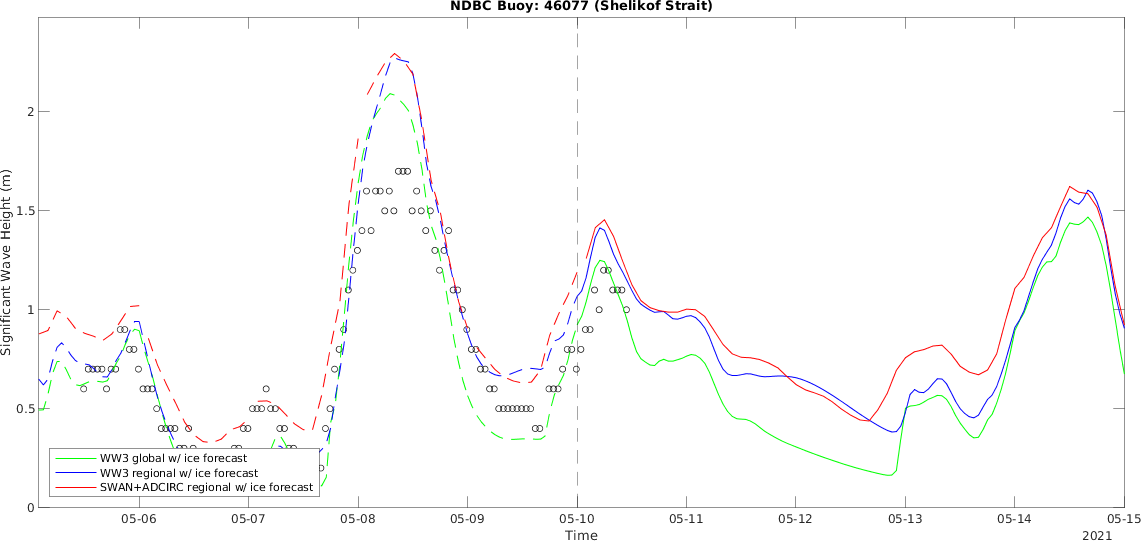 NDBC Buoy: 46077 (Shelikof Strait)
Significant Wave Height (m)
2
1.5
1
0.5
0
WW3 global w/ ice forecast
WW3 regional w/ ice forecast
SWAN+ADCIRC regional w/ ice forecast
05-06 05-07 05-08 05-09 05-10 05-11 05-12 05-13 05-14 05-15
Time
2021